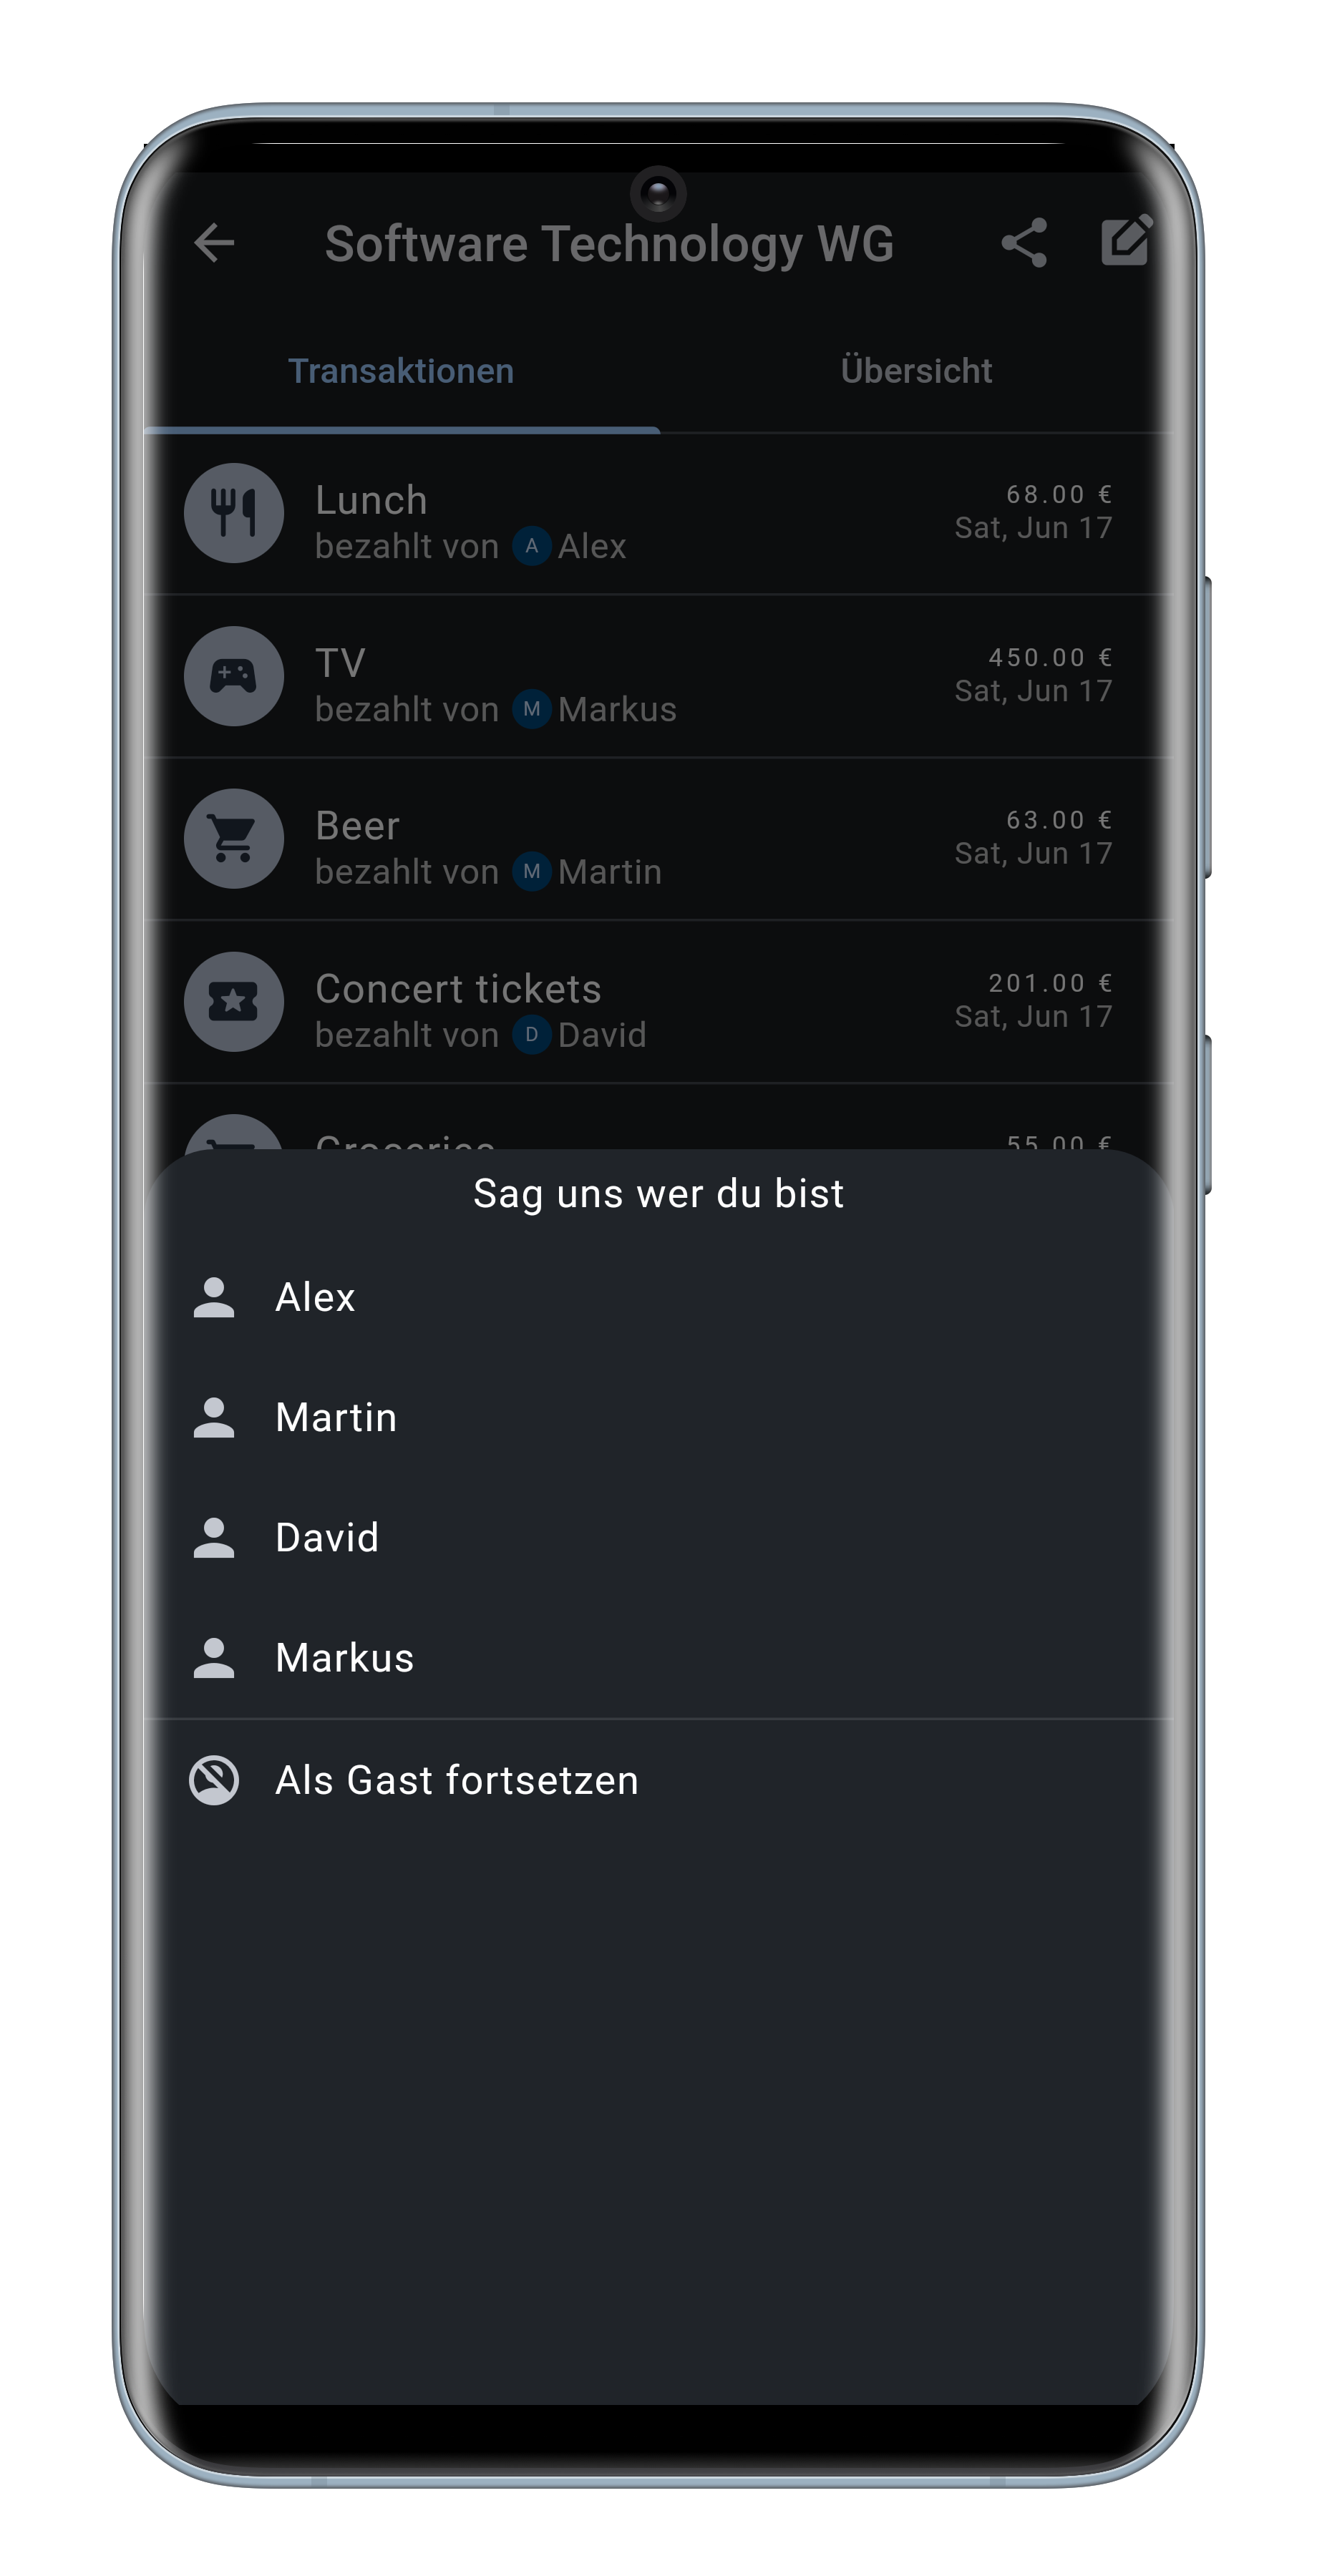 Software Technology WG
Transaktionen Übersicht
Lunch 68.00 €
bezahlt von A Alex Sat, Jun 17
TV 450.00 €
bezahlt von M Markus Sat, Jun 17
Beer 63.00 €
bezahlt von M Martin Sat, Jun 17
Concert tickets 201.00 €
bezahlt von D David Sat, Jun 17
Groceries 55.00 €
Sag uns wer du bist
Alex
Martin
David
Markus
Als Gast fortsetzen